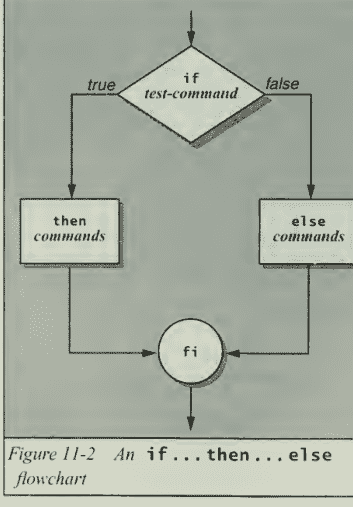 if
test-command
true
false
then
commands
else
commands
fi
Figure 11-2 An if...then...else
flowchart